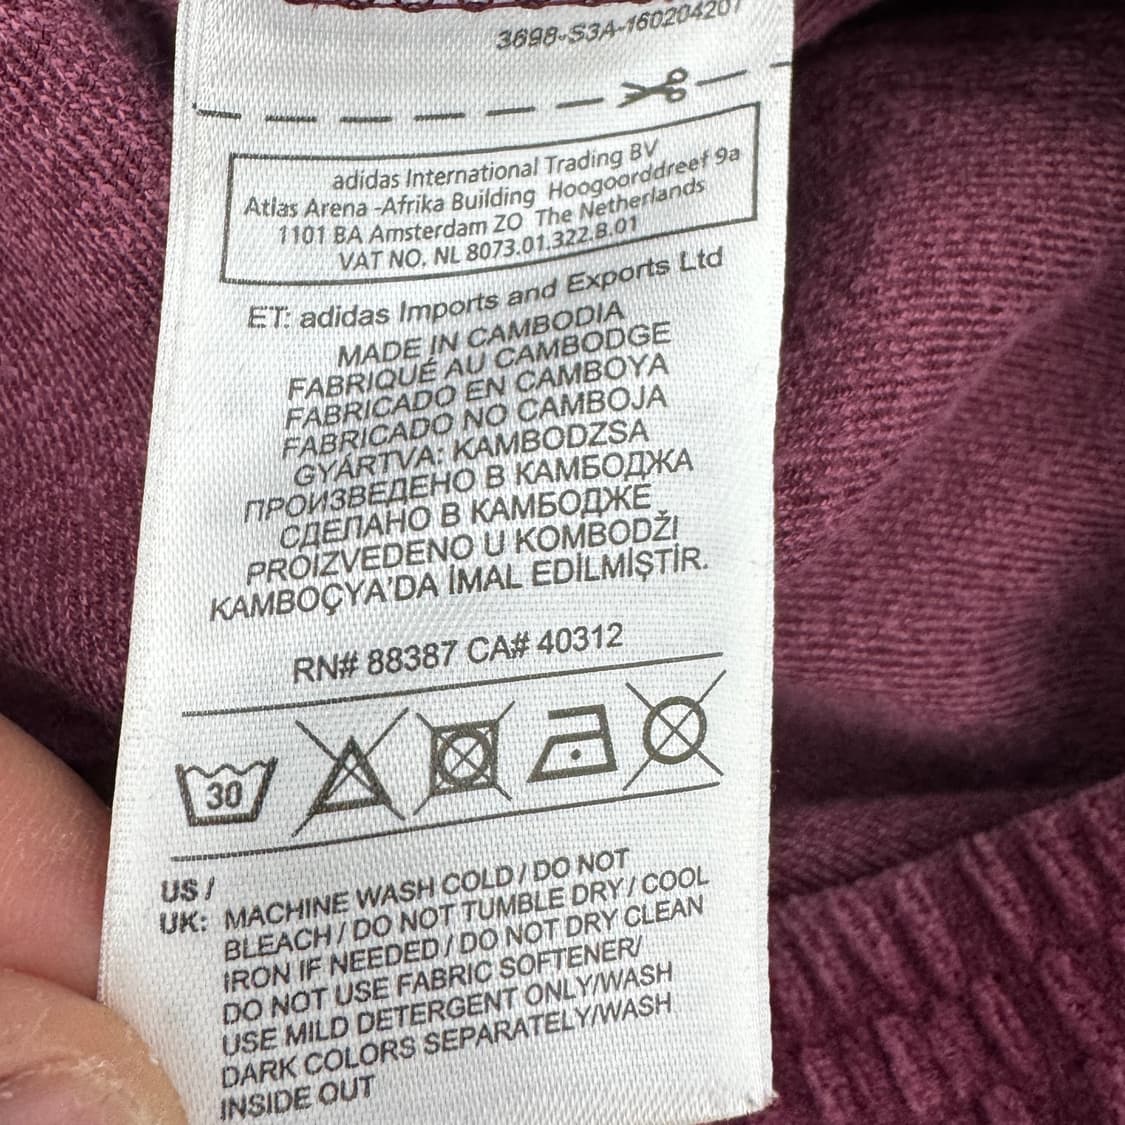 3698-S3A-160204207
adidas International Trading BV
Atlas Arena -Afrika Building Hoogoorddreef 9a
1101 BA Amsterdam ZO The Netherlands
VAT NO. NL 8073.01.322.B.01
ET: adidas Imports and Exports Ltd
MADE IN CAMBODIA
FABRIQUÉ AU CAMBODGE
FABRICADO EN CAMBOYA
FABRICADO NO CAMBOJA
GYÁRTVA: KAMBODZSA
ПРОИЗВЕДЕНО В КАМБОДЖА
СДЕЛАНО В КАМБОДЖЕ
PROIZVEDENO U KOMBODŽI
KAMBOÇYA'DA İMAL EDİLMİŞTİR.
RN# 88387 CA# 40312
30
US /
UK: MACHINE WASH COLD / DO NOT
BLEACH / DO NOT TUMBLE DRY / COOL
IRON IF NEEDED / DO NOT DRY CLEAN
DO NOT USE FABRIC SOFTENER/
USE MILD DETERGENT ONLY/WASH
DARK COLORS SEPARATELY/WASH
INSIDE OUT